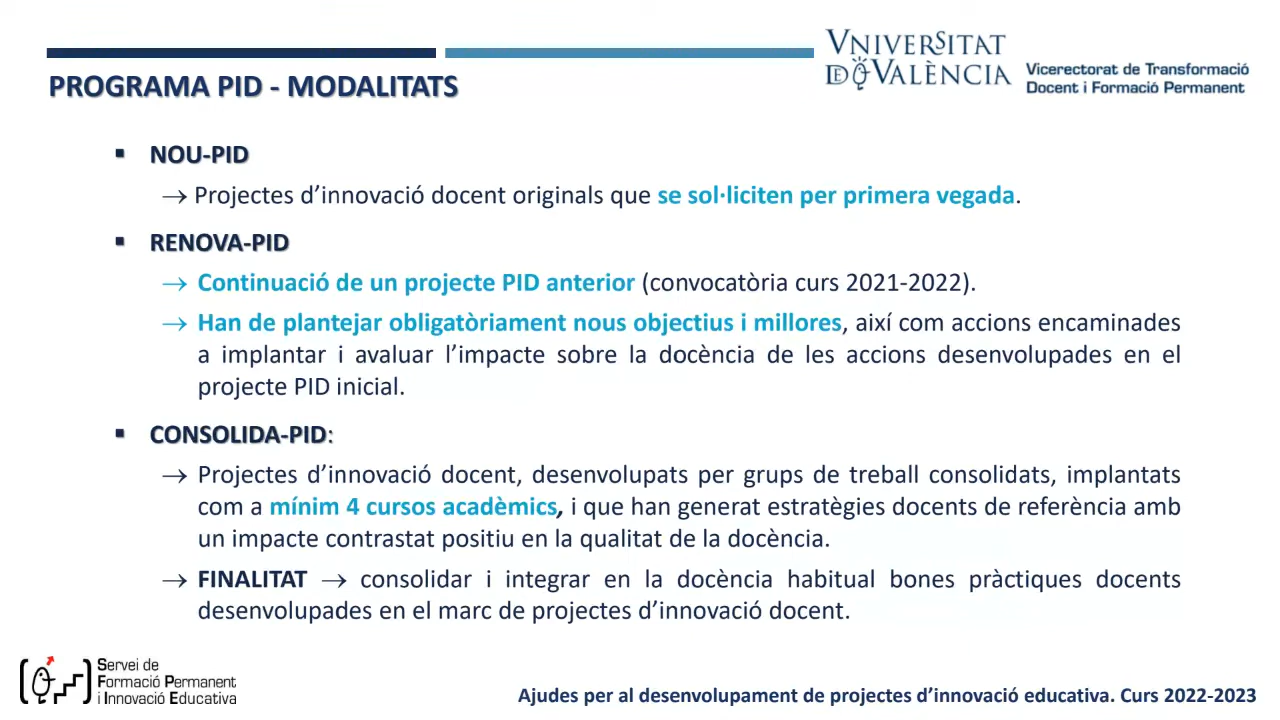 VNIVERSITAT
DE VALÈNCIA
Vicerectorat de Transformació
Docent i Formació Permanent
PROGRAMA PID - MODALITATS
▪ NOU-PID
→ Projectes d’innovació docent originals que se sol·liciten per primera vegada.
▪ RENOVA-PID
→ Continuació de un projecte PID anterior (convocatòria curs 2021-2022).
→ Han de plantejar obligatòriament nous objectius i millores, així com accions encaminades
a implantar i avaluar l’impacte sobre la docència de les accions desenvolupades en el
projecte PID inicial.
▪ CONSOLIDA-PID:
→ Projectes d’innovació docent, desenvolupats per grups de treball consolidats, implantats
com a mínim 4 cursos acadèmics, i que han generat estratègies docents de referència amb
un impacte contrastat positiu en la qualitat de la docència.
→ FINALITAT → consolidar i integrar en la docència habitual bones pràctiques docents
desenvolupades en el marc de projectes d’innovació docent.
Servei de
Formació Permanent
i Innovació Educativa
Ajudes per al desenvolupament de projectes d’innovació educativa. Curs 2022-2023